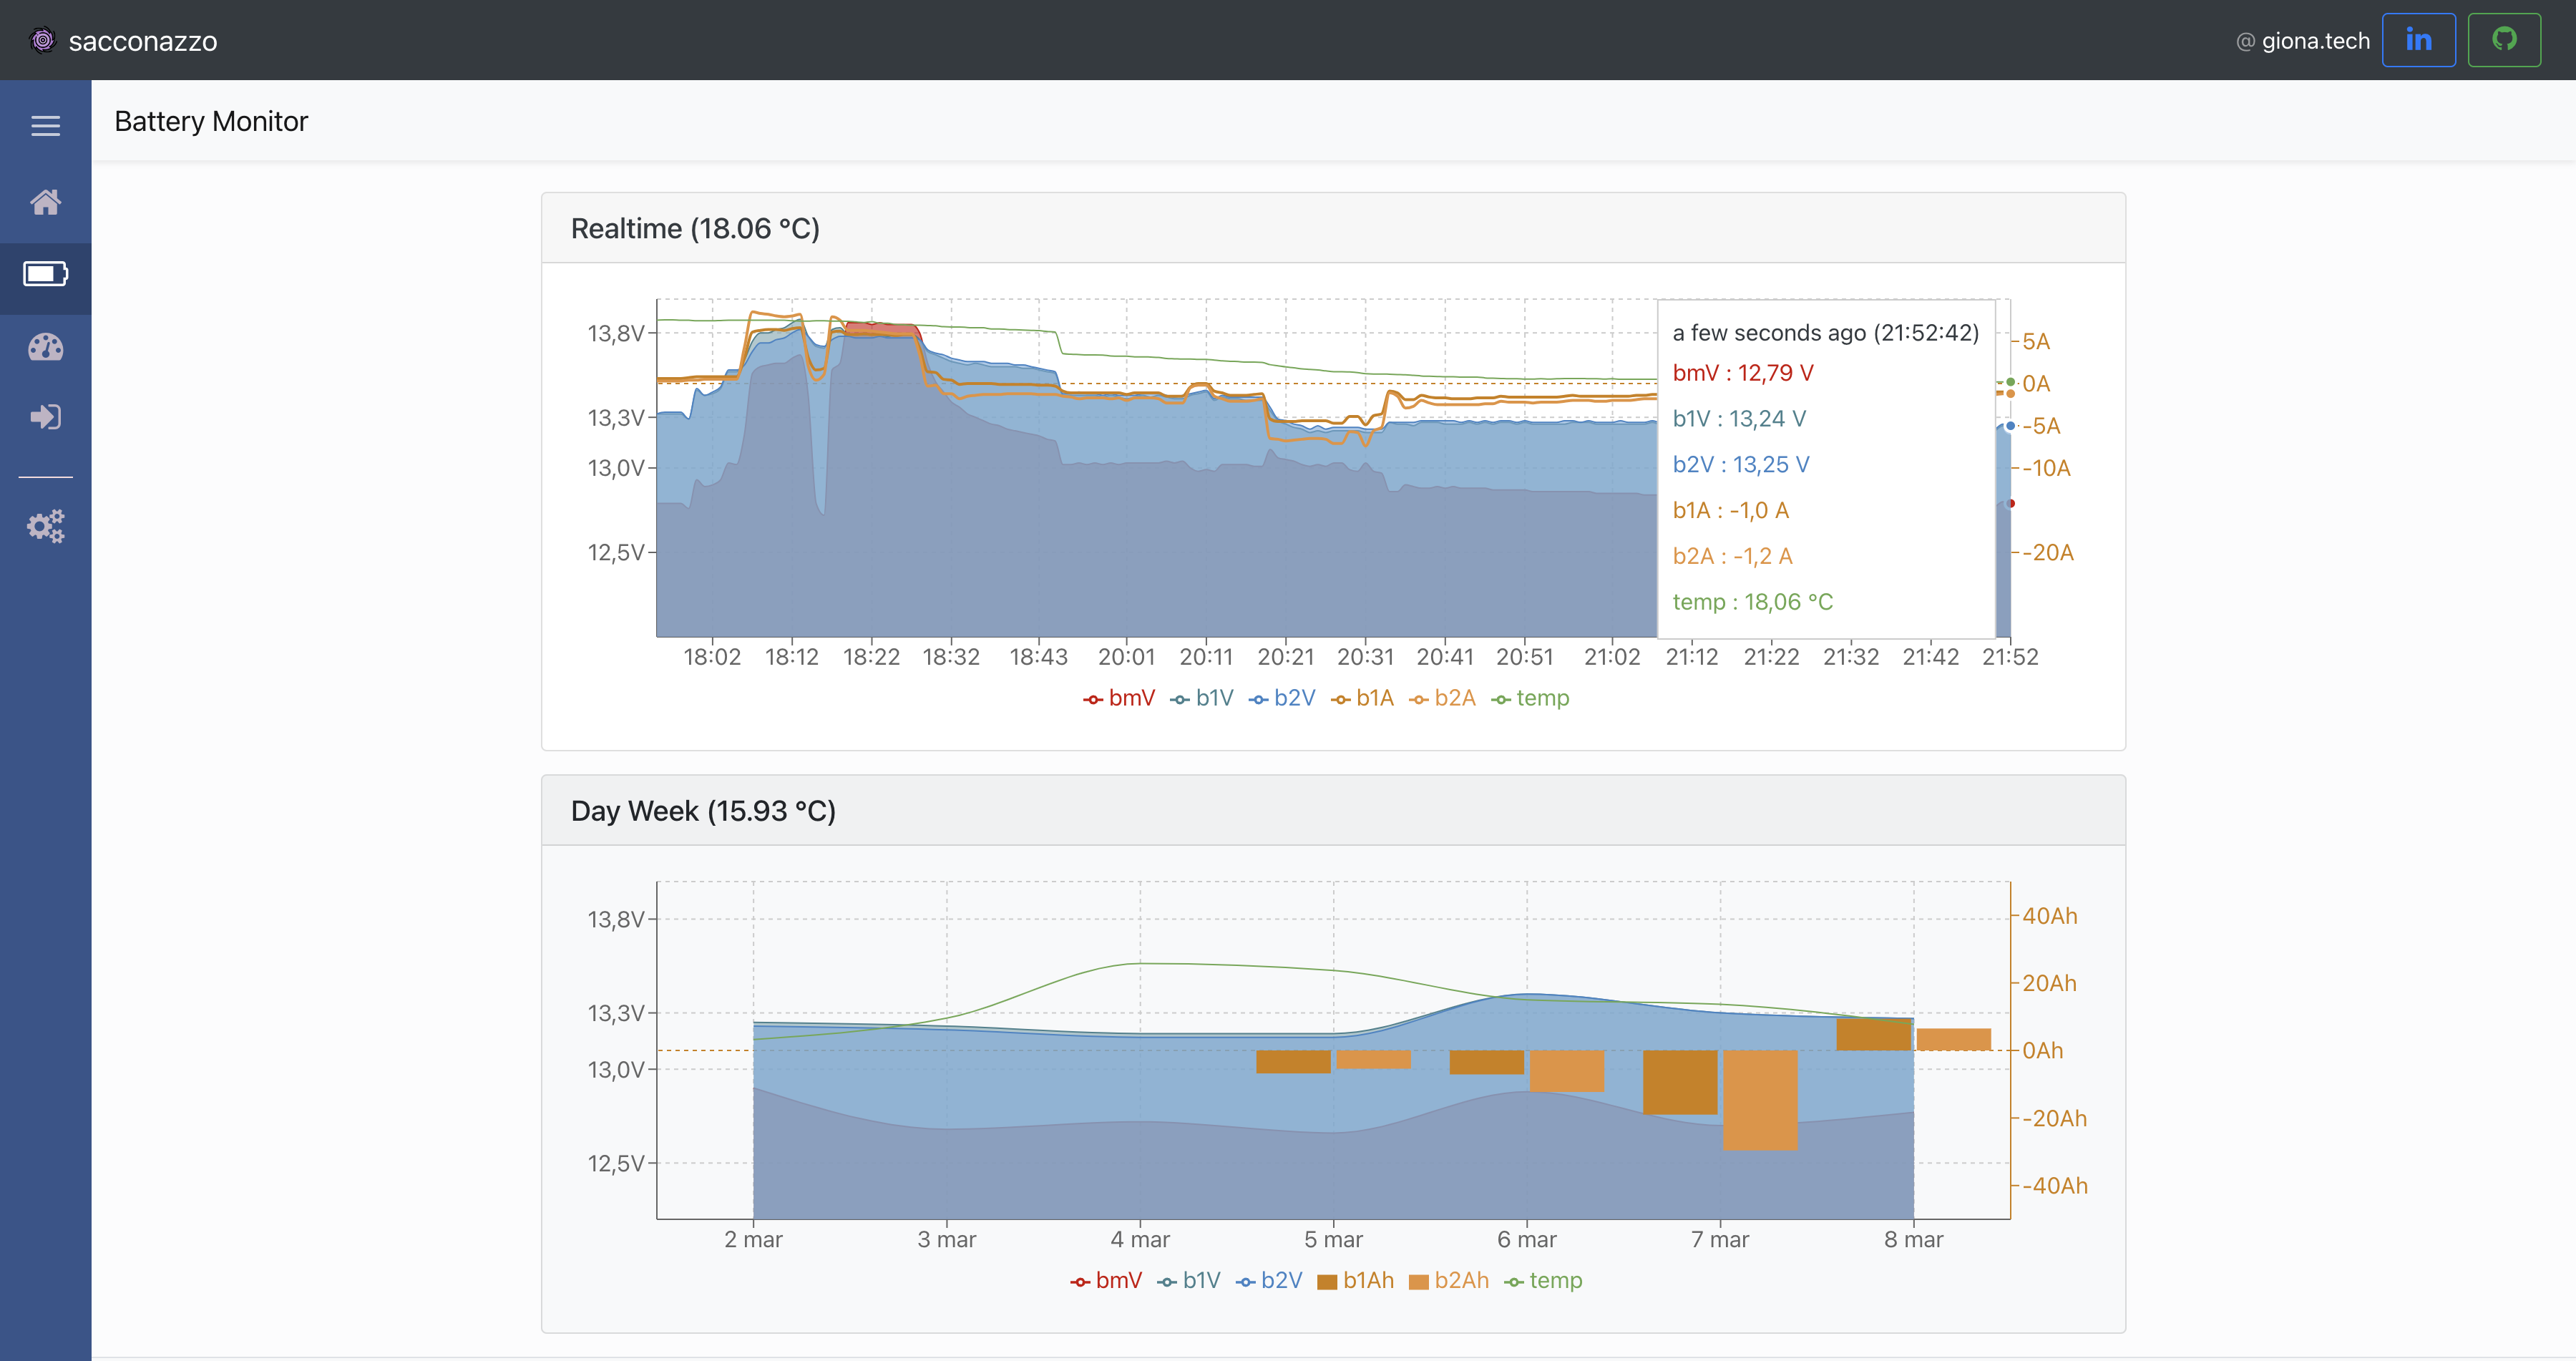 sacconazzo
@ giona.tech
Battery Monitor
Realtime (18.06 °C)
13,8V
13,3V
13,0V
12,5V
5A
0A
-5A
-10A
-20A
a few seconds ago (21:52:42)
bmV : 12,79 V
b1V : 13,24 V
b2V : 13,25 V
b1A : -1,0 A
b2A : -1,2 A
temp : 18,06 °C
18:02 18:12 18:22 18:32 18:43 20:01 20:11 20:21 20:31 20:41 20:51 21:02 21:12 21:22 21:32 21:42 21:52
bmV b1V b2V b1A b2A temp
Day Week (15.93 °C)
13,8V
13,3V
13,0V
12,5V
40Ah
20Ah
0Ah
-20Ah
-40Ah
2 mar 3 mar 4 mar 5 mar 6 mar 7 mar 8 mar
bmV b1V b2V b1Ah b2Ah temp